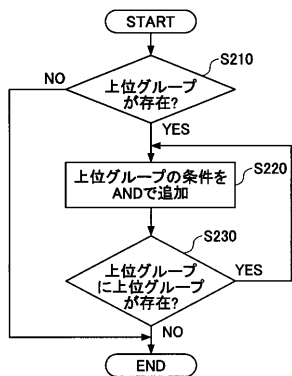 START
S210
NO
上位グループ
が存在?
YES
S220
上位グループの条件を
ANDで追加
S230
上位グループ
に上位グループ
が存在?
YES
NO
END